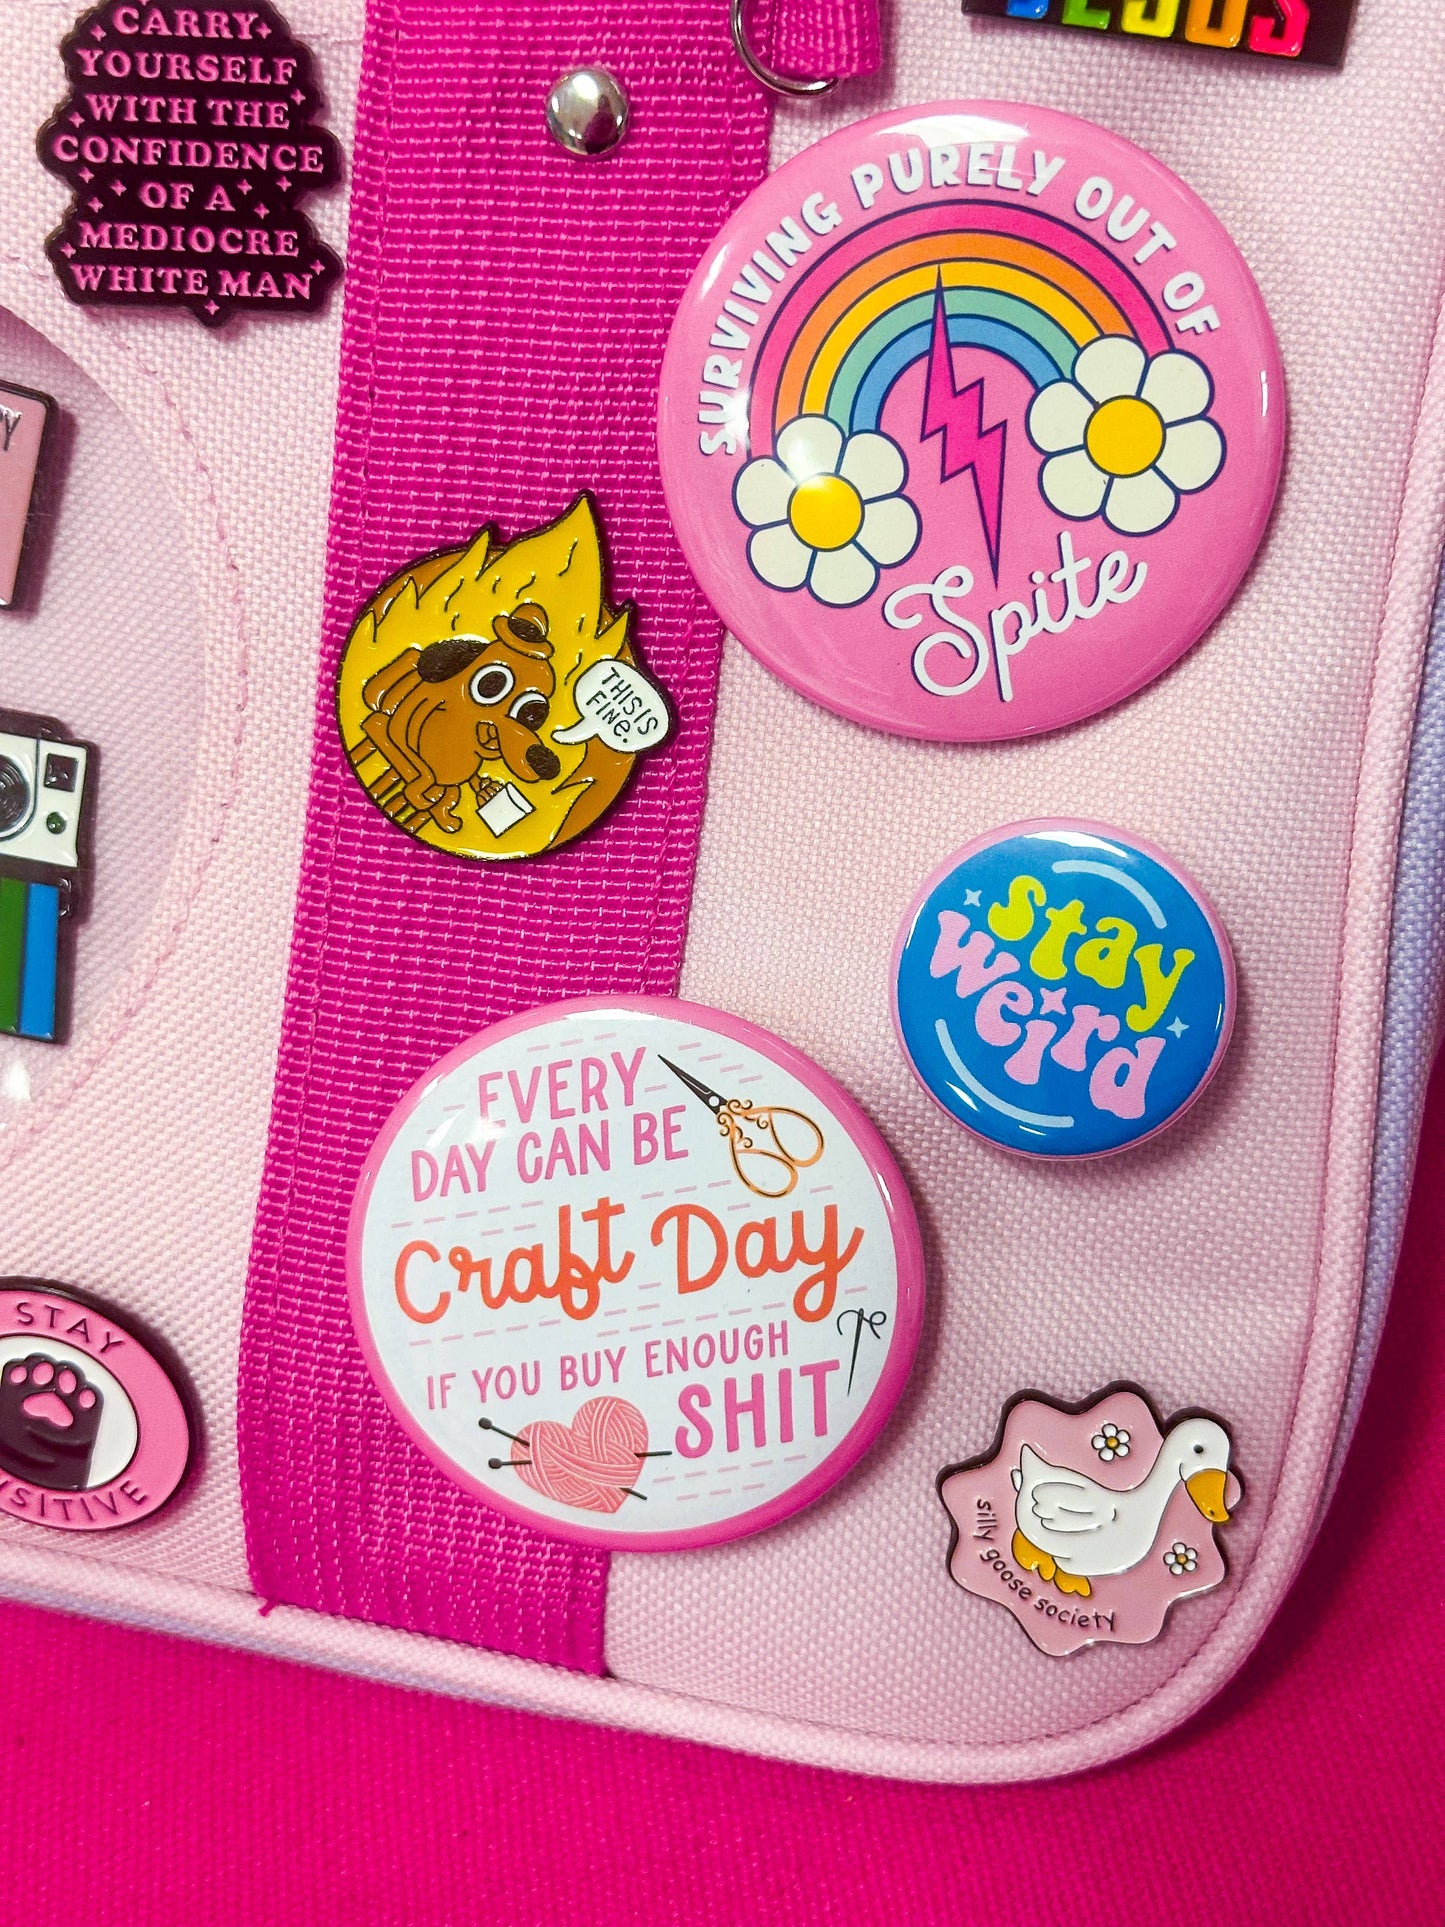 CARRY
YOURSELF
WITH THE
CONFIDENCE
OF A
MEDIOCRE
WHITE MAN
SURVIVING PURELY OUT OF
Spite
THIS IS
FINE.
stay
weird
EVERY
DAY CAN BE
Craft Day
IF YOU BUY ENOUGH
SHIT
STAY
silly goose society